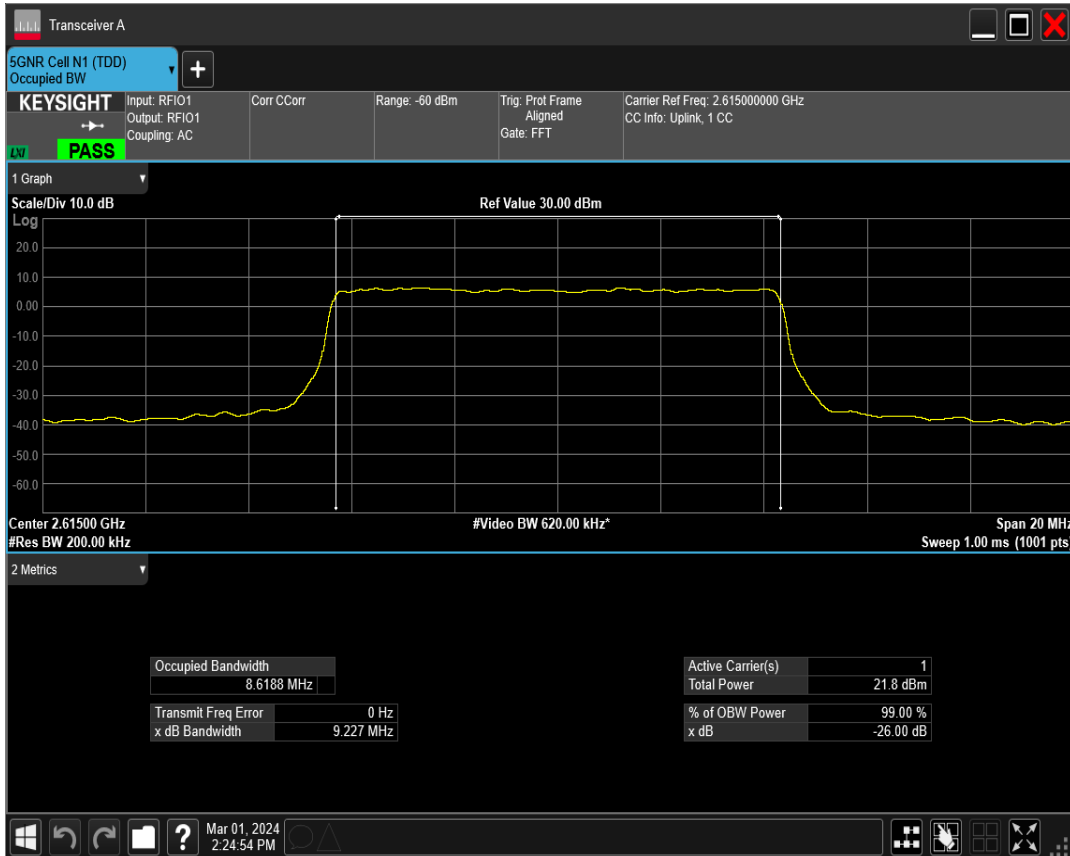 Transceiver A
5GNR Cell N1 (TDD)
Occupied BW
+
KEYSIGHT
LXI
PASS
Input: RFIO1
Output: RFIO1
Coupling: AC
Corr CCorr
Range: -60 dBm
Trig: Prot Frame
Aligned
Gate: FFT
Carrier Ref Freq: 2.615000000 GHz
CC Info: Uplink, 1 CC
1 Graph
Scale/Div 10.0 dB
Ref Value 30.00 dBm
Log
20.0
10.0
0.00
-10.0
-20.0
-30.0
-40.0
-50.0
-60.0
Center 2.61500 GHz
#Video BW 620.00 kHz*
Span 20 MHz
#Res BW 200.00 kHz
Sweep 1.00 ms (1001 pts)
2 Metrics
Occupied Bandwidth
8.6188 MHz
Transmit Freq Error 0 Hz
x dB Bandwidth 9.227 MHz
Active Carrier(s) 1
Total Power 21.8 dBm
% of OBW Power 99.00 %
x dB -26.00 dB
?
Mar 01, 2024
2:24:54 PM